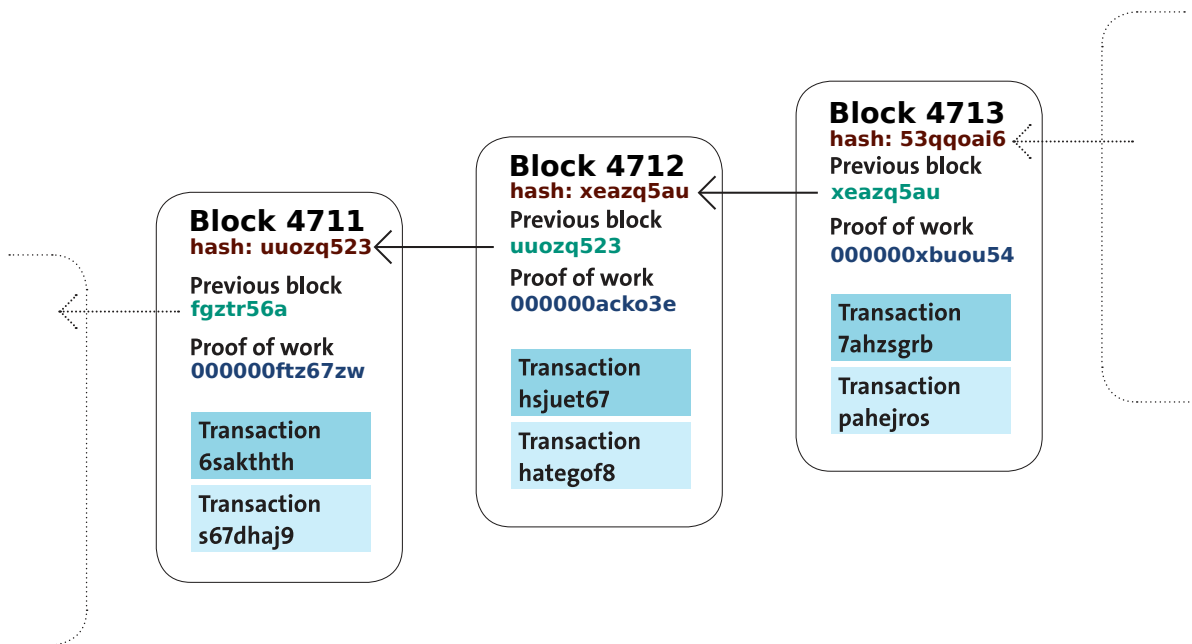 Block 4711
hash: uuozq523
Previous block
fgztr56a
Proof of work
000000ftz67zw
Transaction
6sakthth
Transaction
s67dhaj9
Block 4712
hash: xeazq5au
Previous block
uuozq523
Proof of work
000000acko3e
Transaction
hsjuet67
Transaction
hategof8
Block 4713
hash: 53qqoai6
Previous block
xeazq5au
Proof of work
000000xbuou54
Transaction
7ahzsgrb
Transaction
pahejros